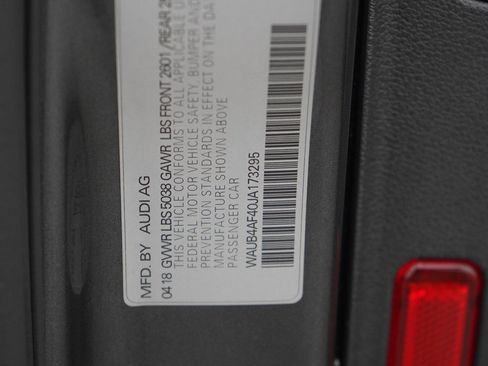 MFD. BY AUDI AG
04 18 GVWR LBS 5038 GAWR LBS FRONT 2601 /REAR
THIS VEHICLE CONFORMS TO ALL APPLICABLE
FEDERAL MOTOR VEHICLE SAFETY, BUMPER AND
PREVENTION STANDARDS IN EFFECT ON THE DA
MANUFACTURE SHOWN ABOVE
PASSENGER CAR
WAUB4AF40JA173295